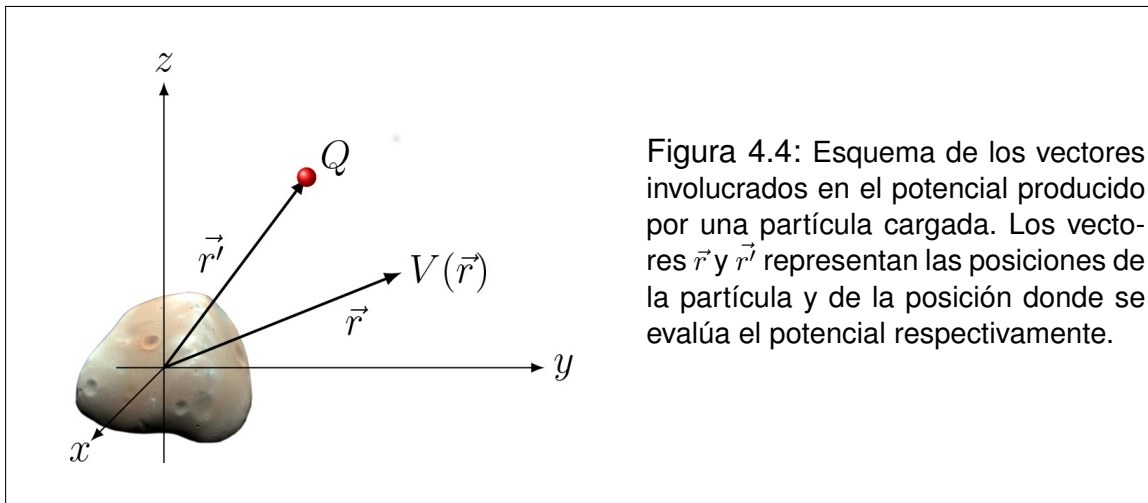 z
Q
r⃗'
V(r⃗)
r⃗
y
x
Figura 4.4: Esquema de los vectores
involucrados en el potencial producido
por una partícula cargada. Los vecto-
res r⃗ y r⃗' representan las posiciones de
la partícula y de la posición donde se
evalúa el potencial respectivamente.